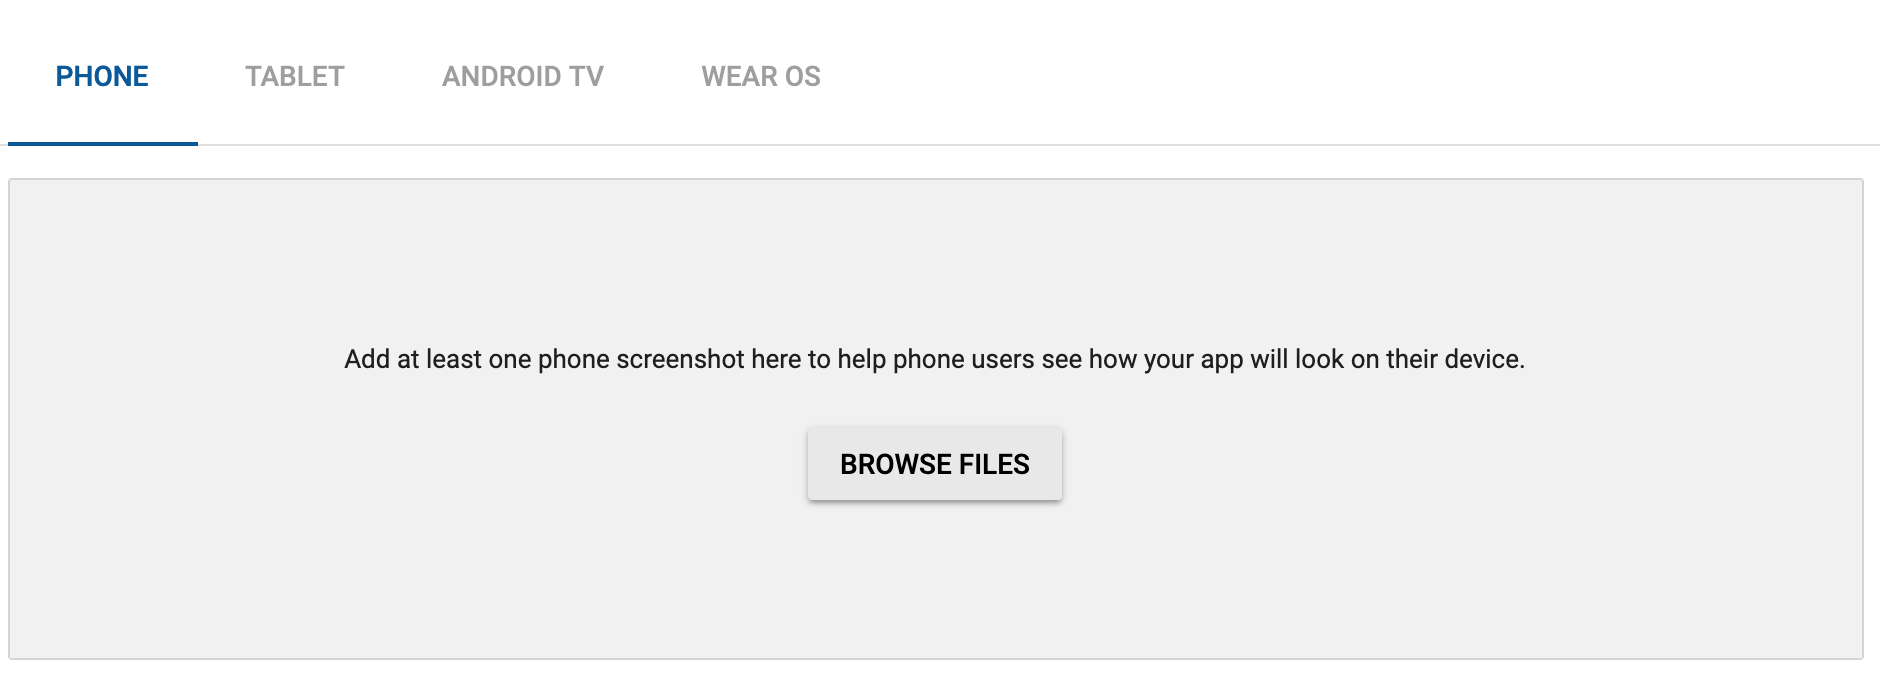 PHONE TABLET ANDROID TV WEAR OS
Add at least one phone screenshot here to help phone users see how your app will look on their device.
BROWSE FILES